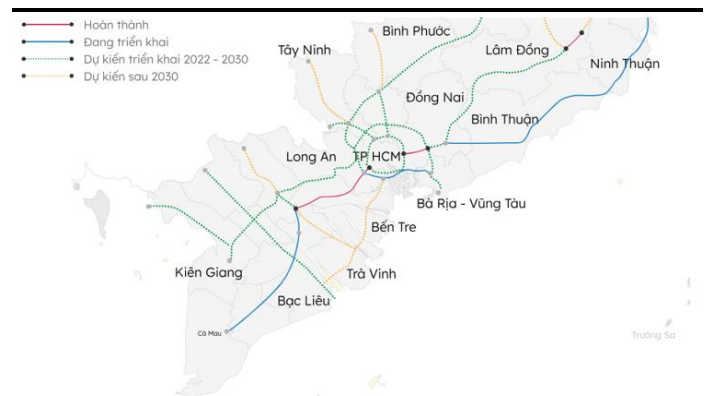 Hoàn thành
Đang triển khai
Dự kiến triển khai 2022 - 2030
Dự kiến sau 2030
Bình Phước
Tây Ninh
Lâm Đồng
Ninh Thuận
Đồng Nai
Bình Thuận
Long An
TP HCM
Bà Rịa - Vũng Tàu
Bến Tre
Kiên Giang
Trà Vinh
Bạc Liêu
Cà Mau
Trường Sa